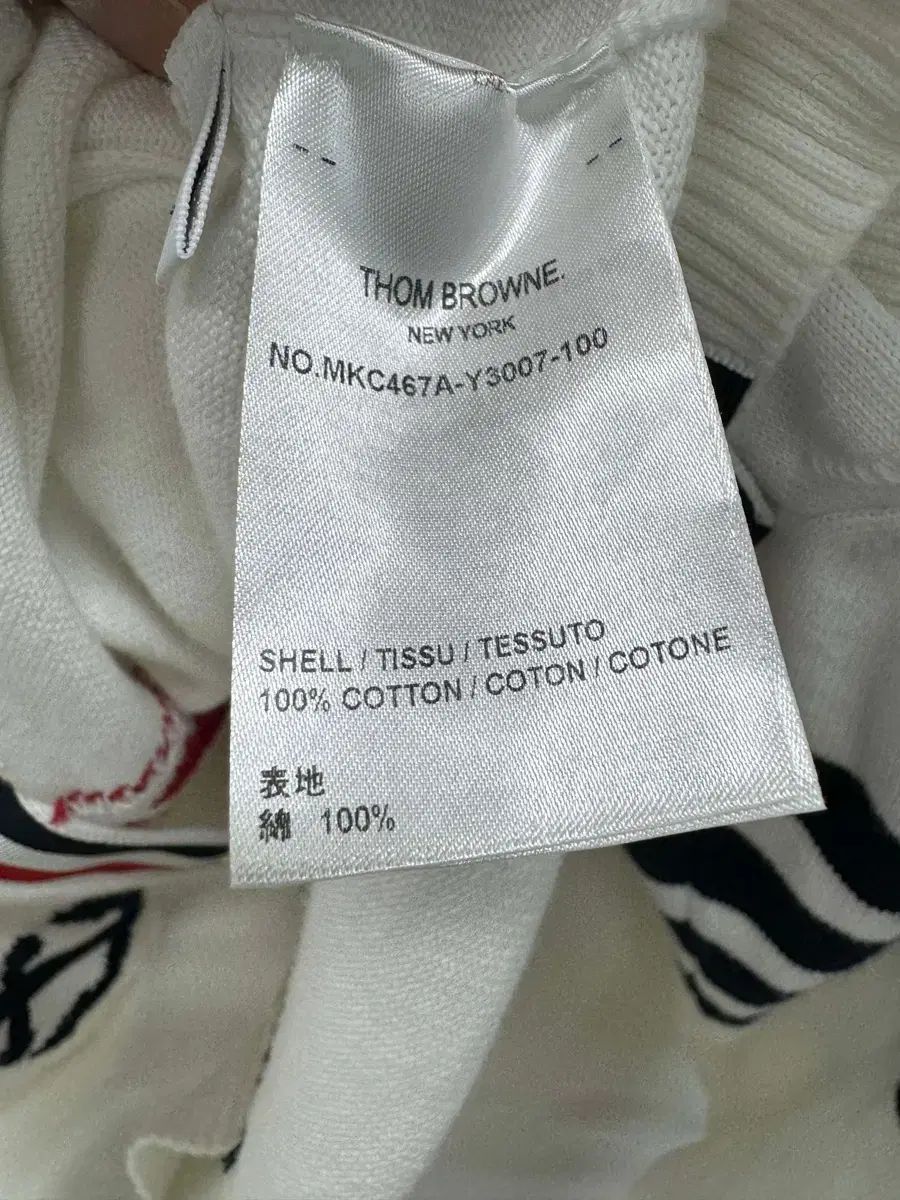 THOM BROWNE.
NEW YORK
NO.MKC467A-Y3007-100
SHELL / TISSU / TESSUTO
100% COTTON / COTON / COTONE
表地
綿 100%